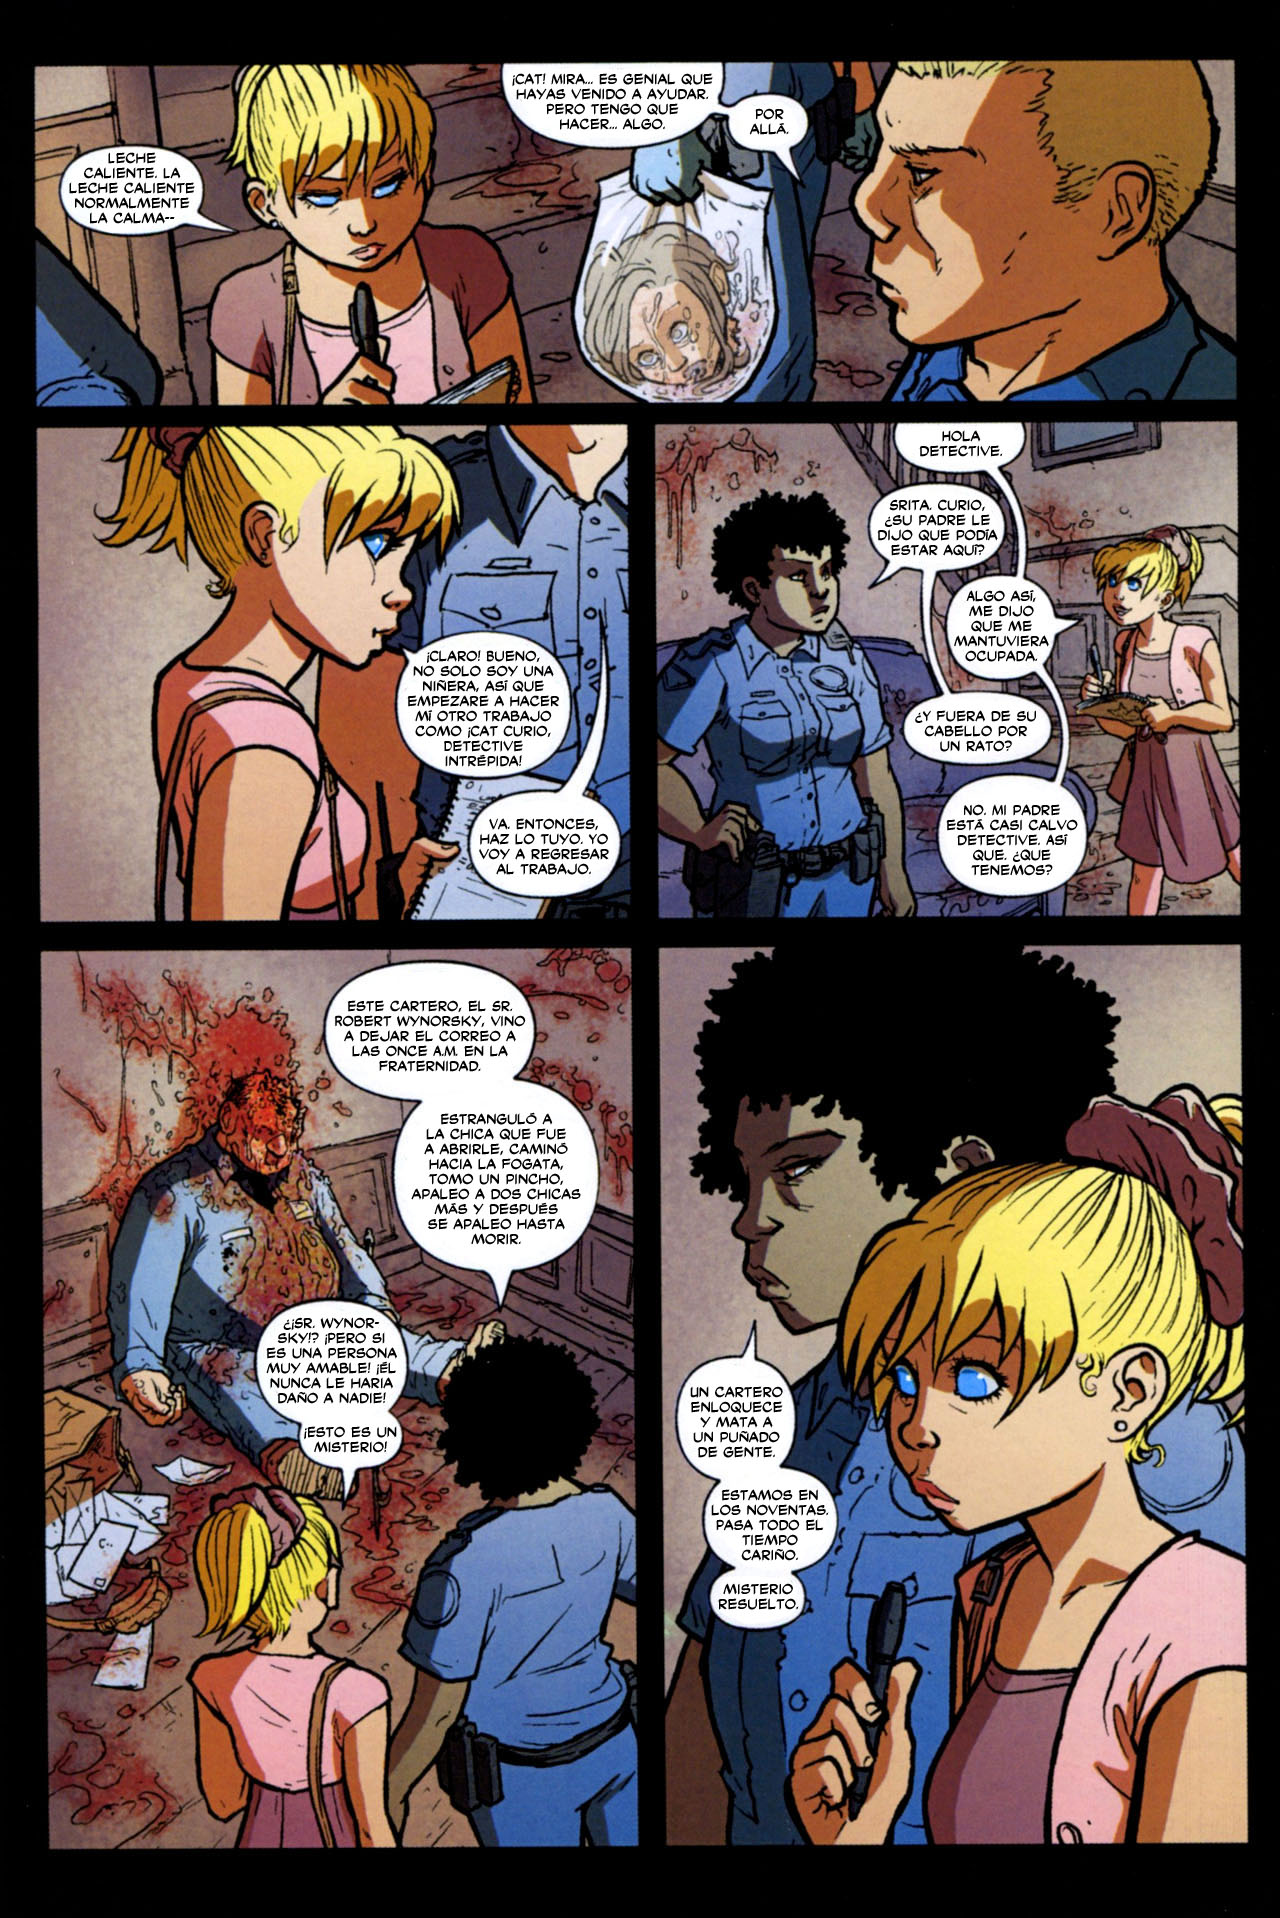 LECHE
CALIENTE. LA
LECHE CALIENTE
NORMALMENTE
LA CALMA--
¡CAT! MIRA... ES GENIAL QUE
HAYAS VENIDO A AYUDAR.
PERO TENGO QUE
HACER... ALGO.
POR
ALLÁ.
¡CLARO! BUENO,
NO SOLO SOY UNA
NIÑERA, ASÍ QUE
EMPEZARE A HACER
MÍ OTRO TRABAJO
COMO ¡CAT CURIO,
DETECTIVE
INTRÉPIDA!
VA. ENTONCES,
HAZ LO TUYO. YO
VOY A REGRESAR
AL TRABAJO.
HOLA
DETECTIVE.
SRITA. CURIO,
¿SU PADRE LE
DIJO QUE PODÍA
ESTAR AQUÍ?
ALGO ASÍ,
ME DIJO
QUE ME
MANTUVIERA
OCUPADA.
¿Y FUERA DE SU
CABELLO POR
UN RATO?
NO. MI PADRE
ESTÁ CASI CALVO
DETECTIVE. ASÍ
QUE. ¿QUE
TENEMOS?
ESTE CARTERO, EL SR.
ROBERT WYNORSKY, VINO
A DEJAR EL CORREO A
LAS ONCE A.M. EN LA
FRATERNIDAD.
ESTRANGULÓ A
LA CHICA QUE FUE
A ABRIRLE, CAMINÓ
HACIA LA FOGATA,
TOMO UN PINCHO,
APALEO A DOS CHICAS
MÁS Y DESPUÉS
SE APALEO HASTA
MORIR.
¿¡SR. WYNOR-
SKY!? ¡PERO SI
ES UNA PERSONA
MUY AMABLE! ¡ÉL
NUNCA LE HARIA
DAÑO A NADIE!
¡ESTO ES UN
MISTERIO!
UN CARTERO
ENLOQUECE
Y MATA A
UN PUÑADO
DE GENTE.
ESTAMOS EN
LOS NOVENTAS.
PASA TODO EL
TIEMPO
CARIÑO.
MISTERIO
RESUELTO.